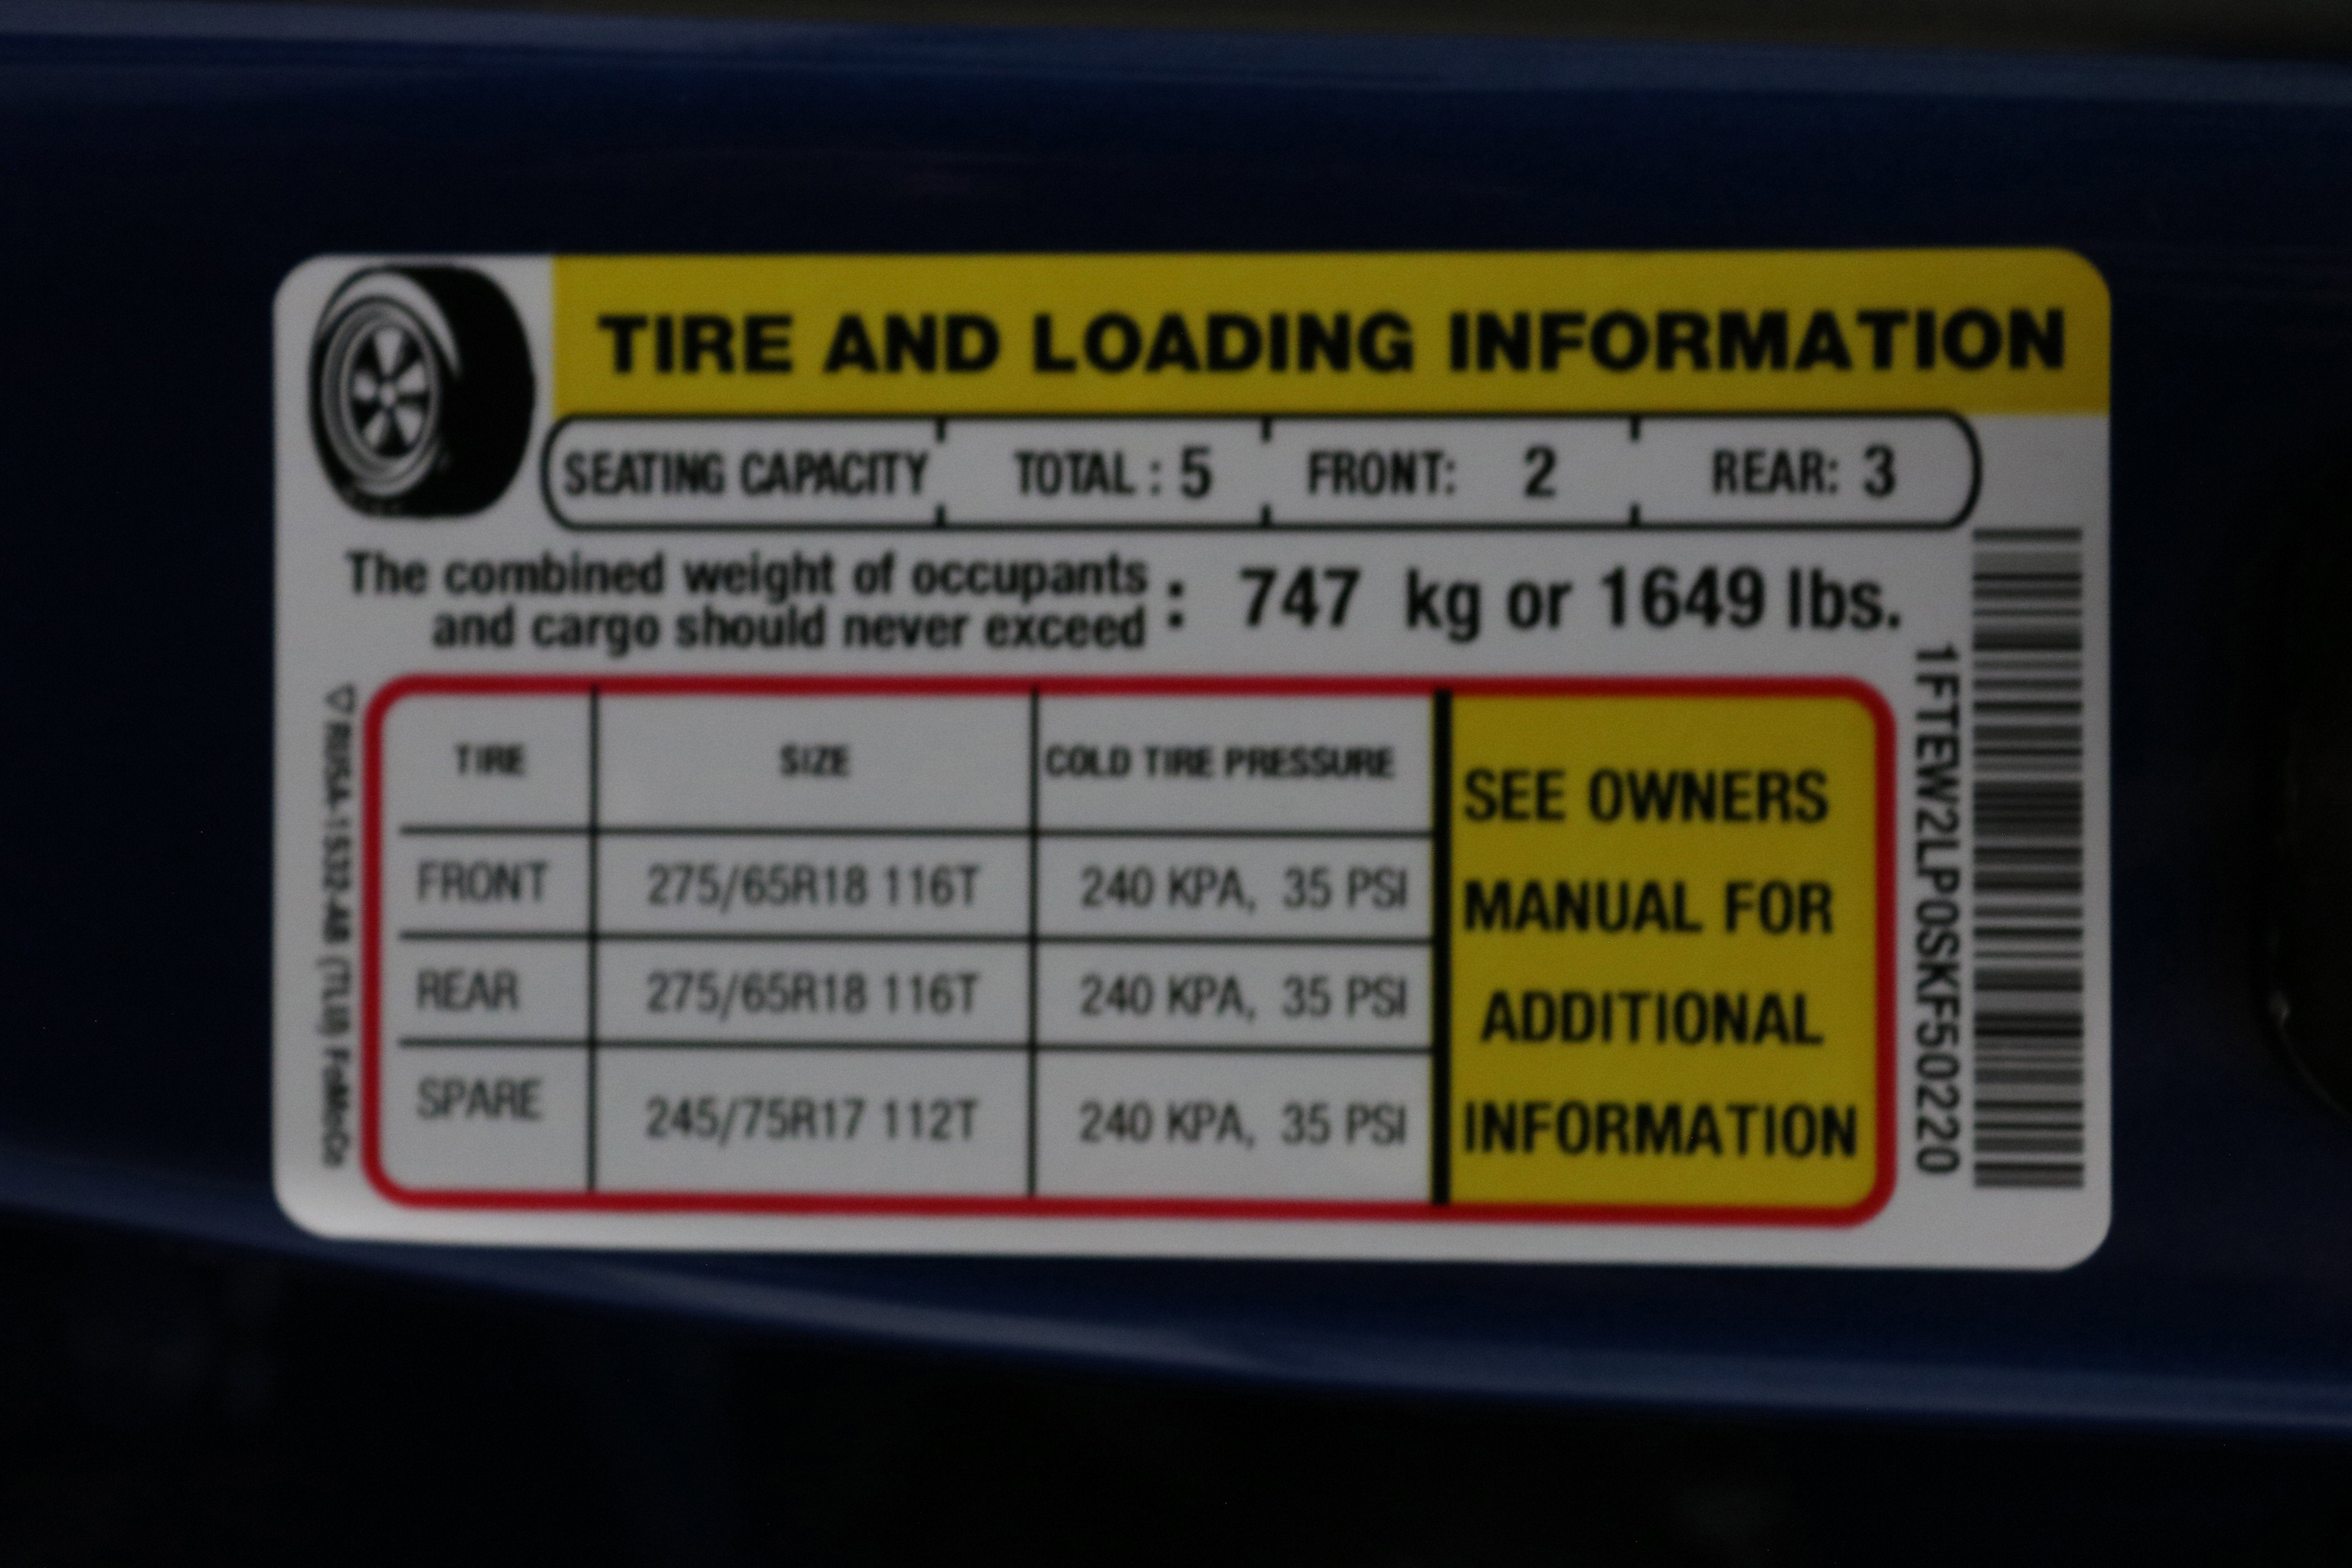 TIRE AND LOADING INFORMATION
SEATING CAPACITY TOTAL : 5 FRONT: 2 REAR: 3
The combined weight of occupants
and cargo should never exceed : 747 kg or 1649 lbs.
TIRE SIZE COLD TIRE PRESSURE
FRONT 275/65R18 116T 240 KPA, 35 PSI
REAR 275/65R18 116T 240 KPA, 35 PSI
SPARE 245/75R17 112T 240 KPA, 35 PSI
SEE OWNERS
MANUAL FOR
ADDITIONAL
INFORMATION
1FTEW2LP0SKF50220
FoMoCo